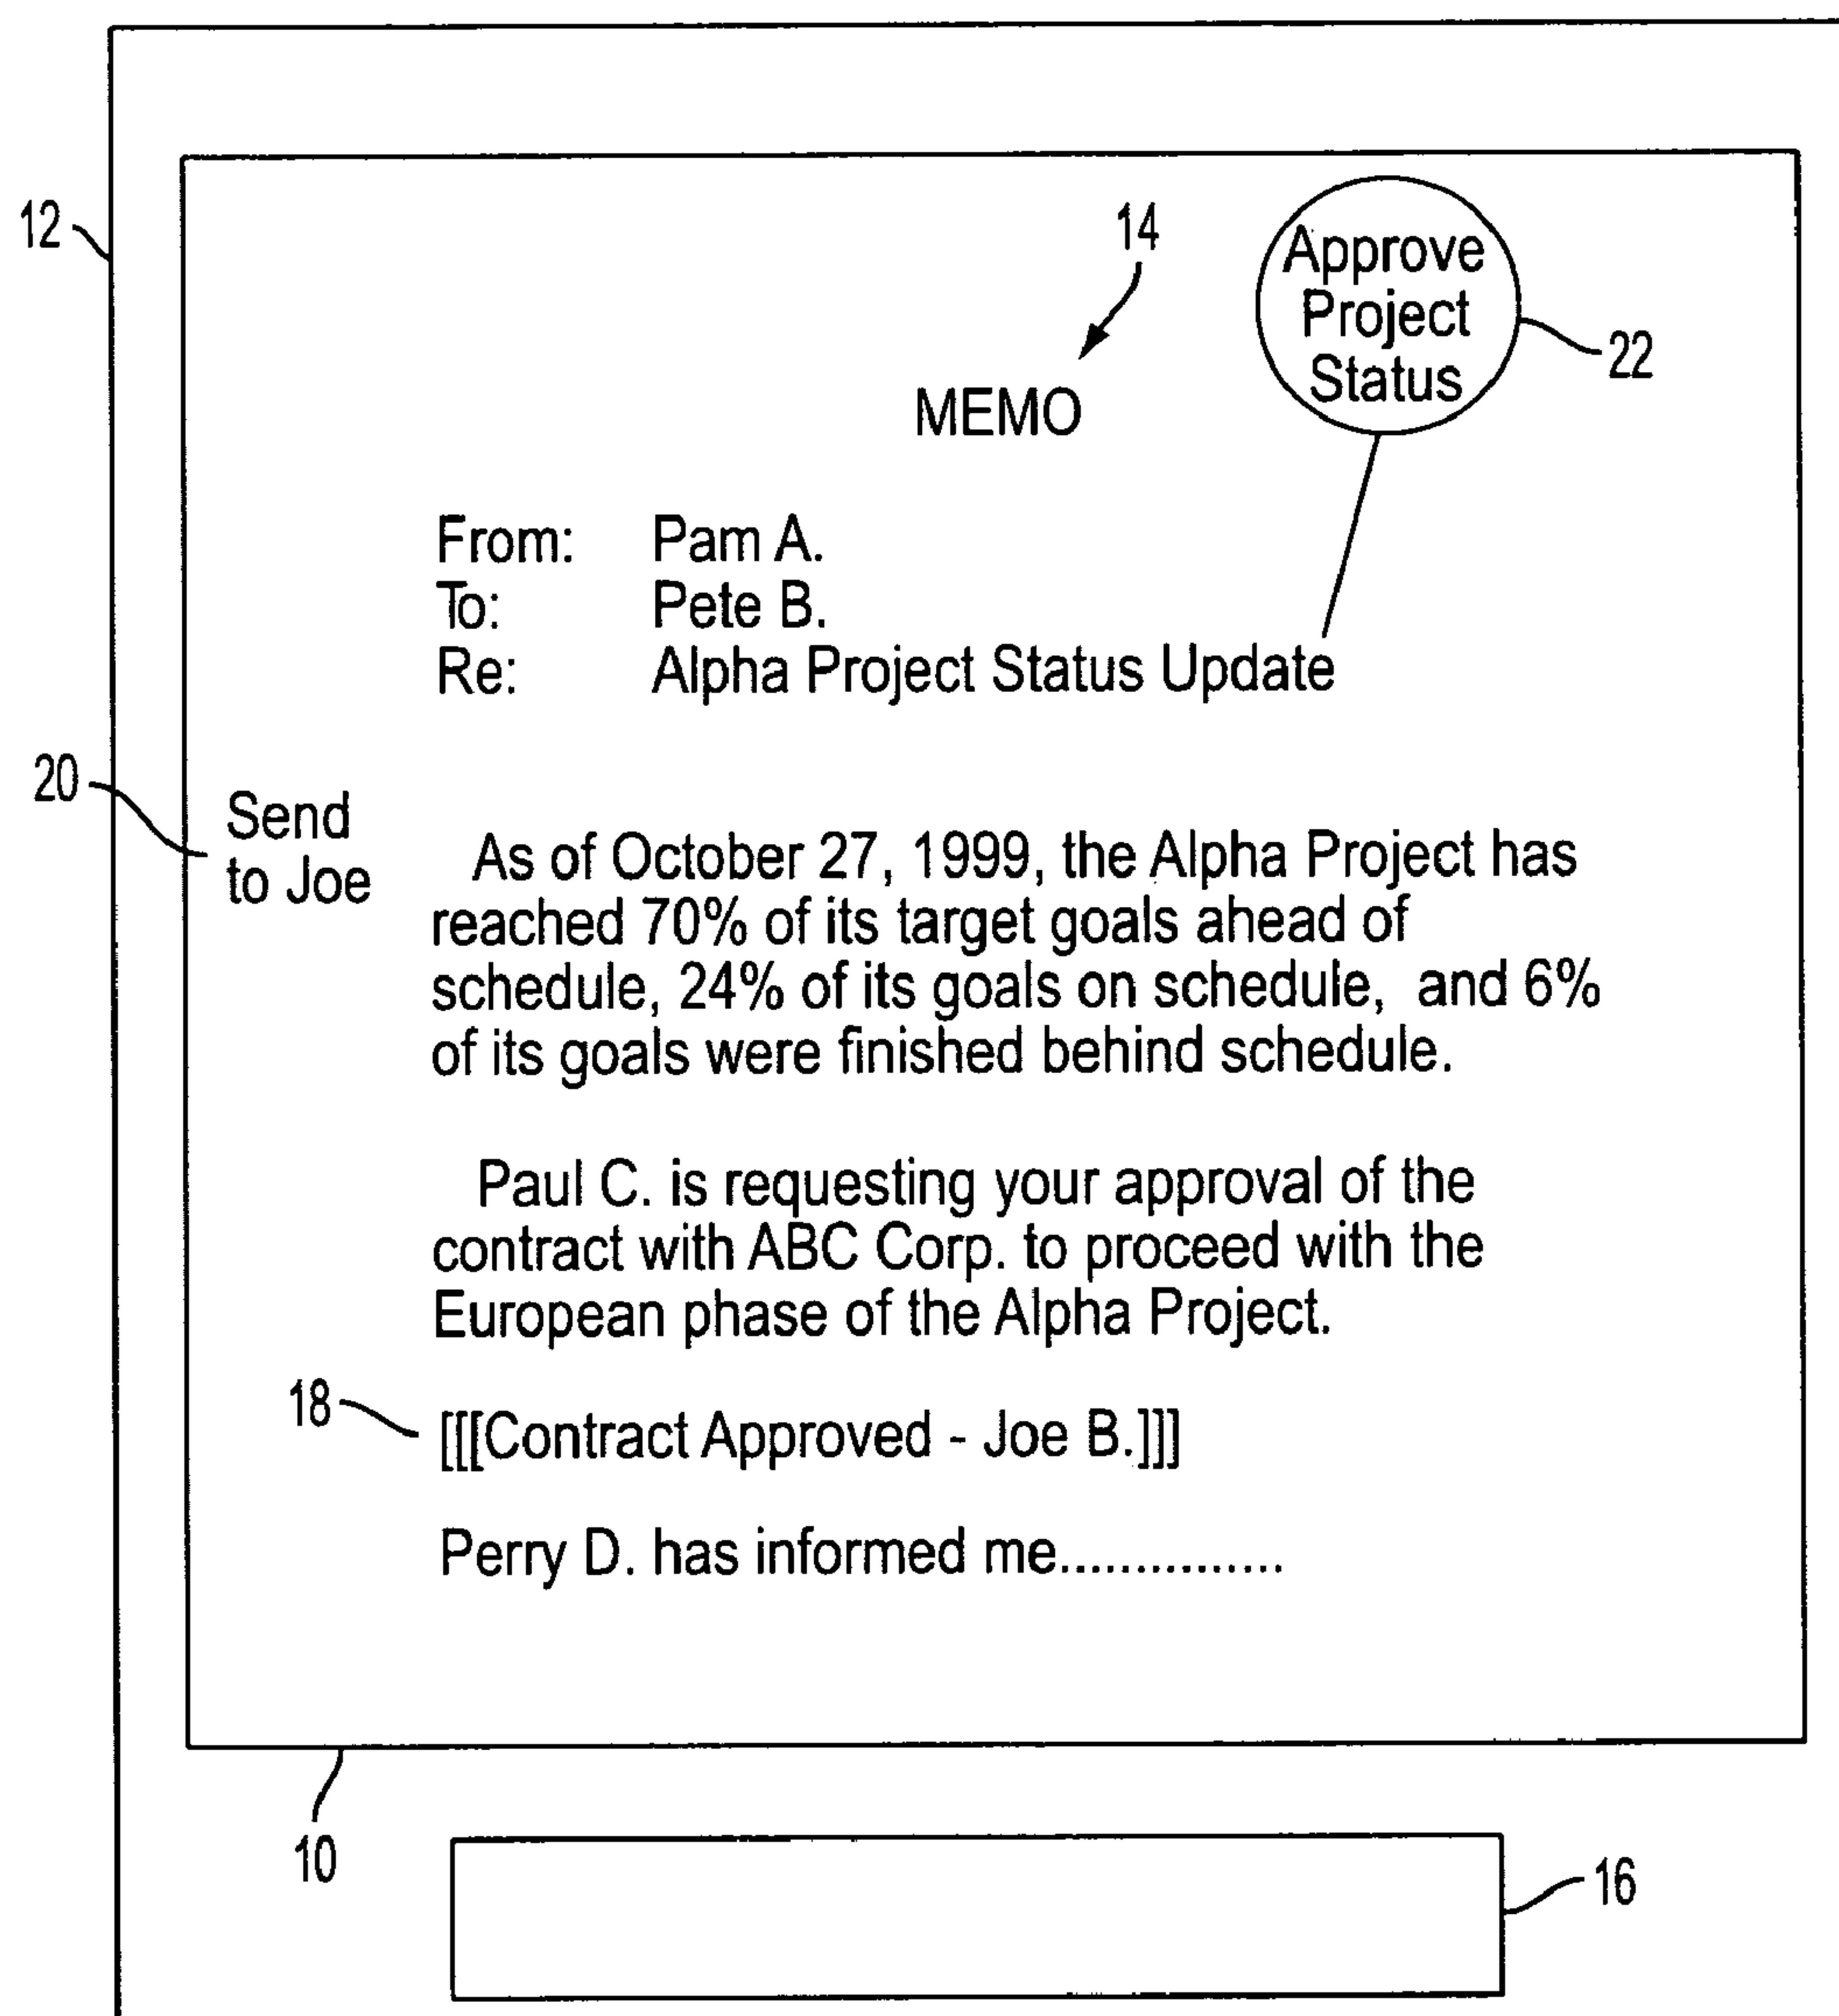 12
14
Approve
Project
Status
22
MEMO
From: Pam A.
To: Pete B.
Re: Alpha Project Status Update
20
Send
to Joe
As of October 27, 1999, the Alpha Project has
reached 70% of its target goals ahead of
schedule, 24% of its goals on schedule, and 6%
of its goals were finished behind schedule.
Paul C. is requesting your approval of the
contract with ABC Corp. to proceed with the
European phase of the Alpha Project.
18
[[[Contract Approved - Joe B.]]]
Perry D. has informed me...............
10
16